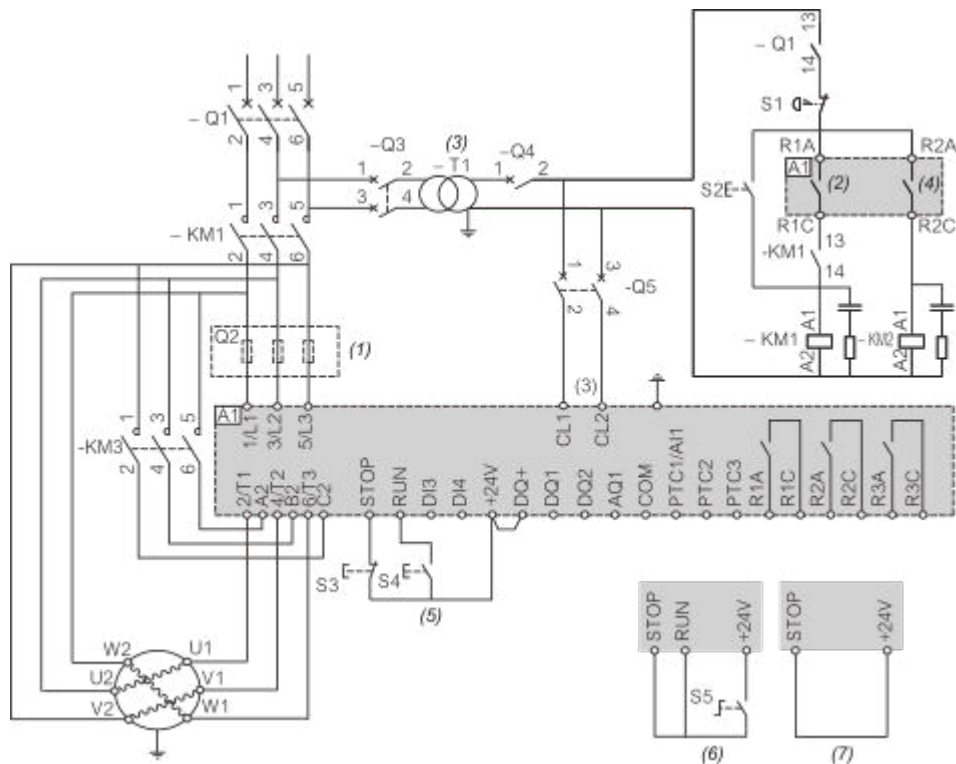 13
– Q1
14
S1
1 3 5
– Q1
2 4 6
–Q3
(3)
– T1
–Q4
1 2
1 2
3 4
R1A R2A
A1
(2) (4)
S2
R1C R2C
1 3 5
– KM1
2 4 6
-KM1
13
14
1 3
-Q5
2 4
A1 A1
– KM1 – KM2
A2 A2
Q2
(1)
(3)
A1
1/L1 3/L2 5/L3 CL1 CL2
1 3 5
-KM3
2 4 6
2/T1 A2 4/T2 B2 6/T3 C2 STOP RUN DI3 DI4 +24V DQ+ DQ1 DQ2 AQ1 COM PTC1/AI1 PTC2 PTC3 R1A R1C R2A R2C R3A R3C
S3 S4
(5)
STOP RUN +24V
STOP +24V
S5
W2 U1
U2 V1
V2 W1
(6) (7)